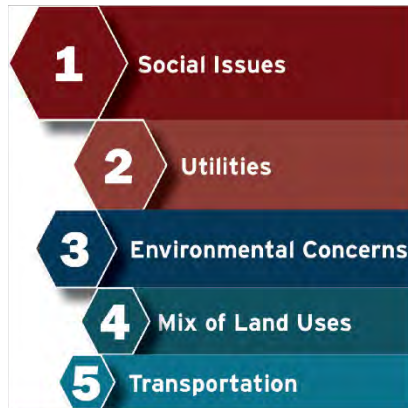 1 Social Issues
2 Utilities
3 Environmental Concerns
4 Mix of Land Uses
5 Transportation